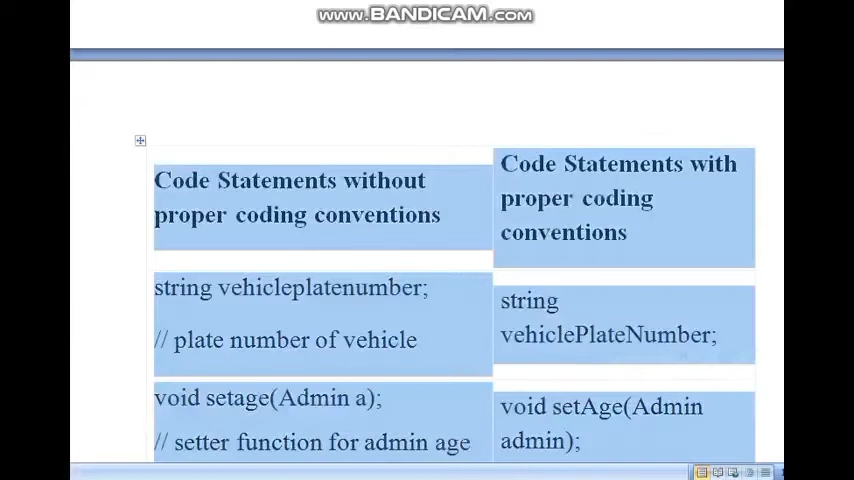 www.BANDICAM.com
Code Statements without
proper coding conventions
Code Statements with
proper coding
conventions
string vehicleplatenumber;
// plate number of vehicle
string
vehiclePlateNumber;
void setage(Admin a);
// setter function for admin age
void setAge(Admin
admin);